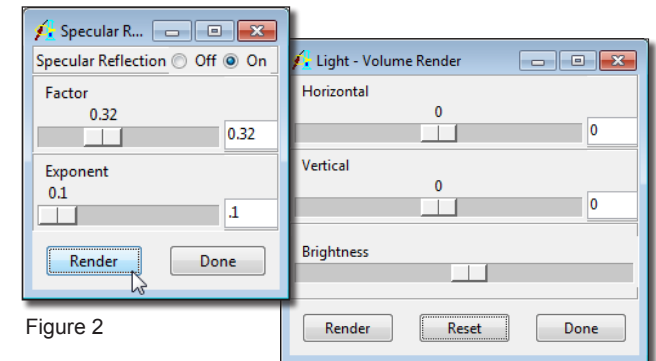 Specular R...
Specular Reflection Off On
Factor
0.32
0.32
Exponent
0.1
.1
Render Done
Figure 2
Light - Volume Render
Horizontal
0
0
Vertical
0
0
Brightness
Render Reset Done